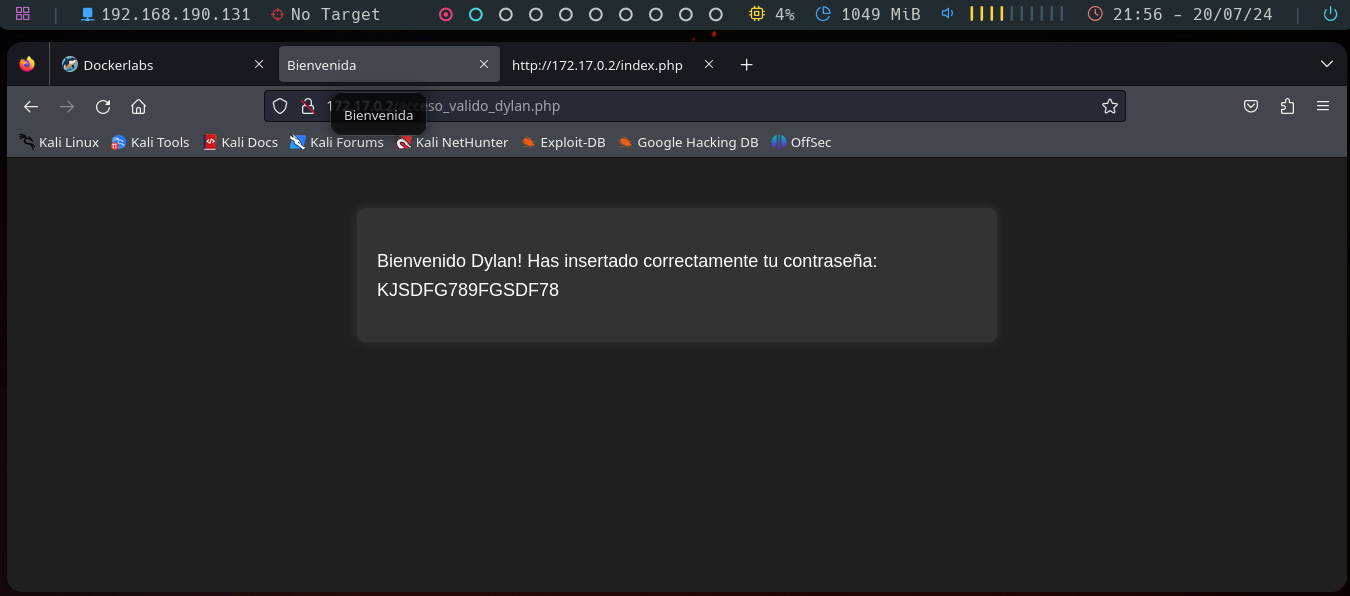 192.168.190.131 No Target 4% 1049 MiB 21:56 - 20/07/24
Dockerlabs Bienvenida http://172.17.0.2/index.php
172.17.0.2/acceso_valido_dylan.php
Bienvenida
Kali Linux Kali Tools Kali Docs Kali Forums Kali NetHunter Exploit-DB Google Hacking DB OffSec
Bienvenido Dylan! Has insertado correctamente tu contraseña:
KJSDFG789FGSDF78